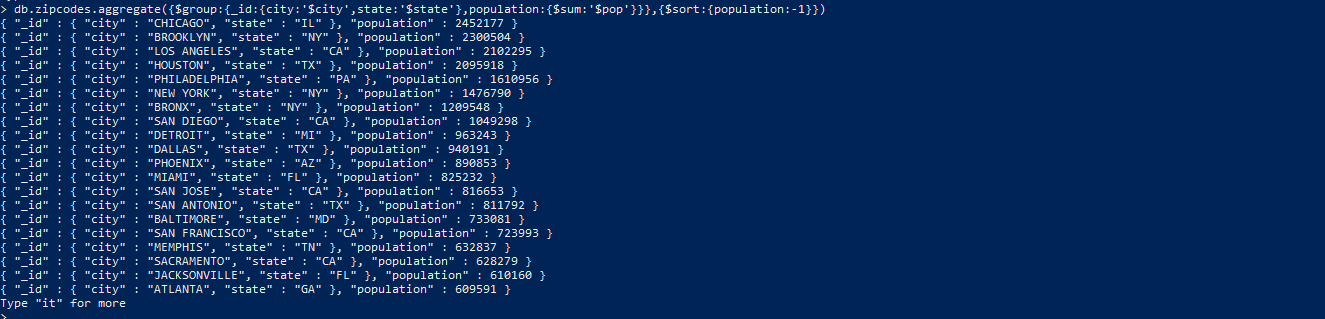 > db.zipcodes.aggregate({$group:{_id:{city:'$city',state:'$state'},population:{$sum:'$pop'}}},{$sort:{population:-1}})
{ "_id" : { "city" : "CHICAGO", "state" : "IL" }, "population" : 2452177 }
{ "_id" : { "city" : "BROOKLYN", "state" : "NY" }, "population" : 2300504 }
{ "_id" : { "city" : "LOS ANGELES", "state" : "CA" }, "population" : 2102295 }
{ "_id" : { "city" : "HOUSTON", "state" : "TX" }, "population" : 2095918 }
{ "_id" : { "city" : "PHILADELPHIA", "state" : "PA" }, "population" : 1610956 }
{ "_id" : { "city" : "NEW YORK", "state" : "NY" }, "population" : 1476790 }
{ "_id" : { "city" : "BRONX", "state" : "NY" }, "population" : 1209548 }
{ "_id" : { "city" : "SAN DIEGO", "state" : "CA" }, "population" : 1049298 }
{ "_id" : { "city" : "DETROIT", "state" : "MI" }, "population" : 963243 }
{ "_id" : { "city" : "DALLAS", "state" : "TX" }, "population" : 940191 }
{ "_id" : { "city" : "PHOENIX", "state" : "AZ" }, "population" : 890853 }
{ "_id" : { "city" : "MIAMI", "state" : "FL" }, "population" : 825232 }
{ "_id" : { "city" : "SAN JOSE", "state" : "CA" }, "population" : 816653 }
{ "_id" : { "city" : "SAN ANTONIO", "state" : "TX" }, "population" : 811792 }
{ "_id" : { "city" : "BALTIMORE", "state" : "MD" }, "population" : 733081 }
{ "_id" : { "city" : "SAN FRANCISCO", "state" : "CA" }, "population" : 723993 }
{ "_id" : { "city" : "MEMPHIS", "state" : "TN" }, "population" : 632837 }
{ "_id" : { "city" : "SACRAMENTO", "state" : "CA" }, "population" : 628279 }
{ "_id" : { "city" : "JACKSONVILLE", "state" : "FL" }, "population" : 610160 }
{ "_id" : { "city" : "ATLANTA", "state" : "GA" }, "population" : 609591 }
Type "it" for more
>